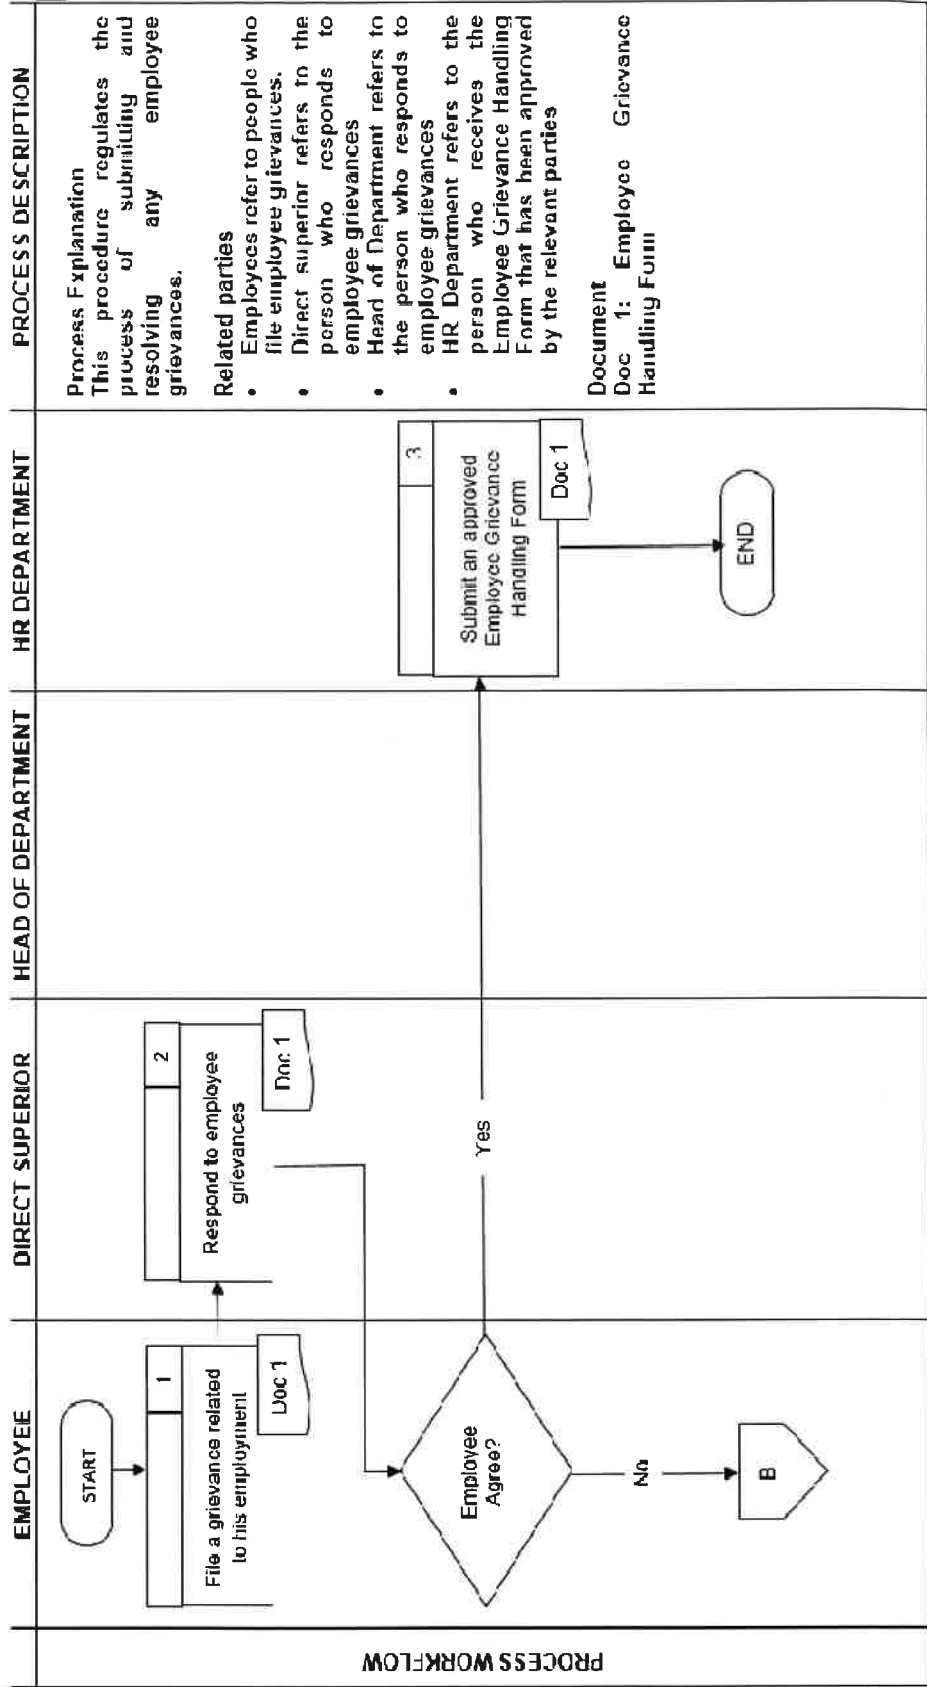 EMPLOYEE
DIRECT SUPERIOR
HEAD OF DEPARTMENT
HR DEPARTMENT
PROCESS DESCRIPTION
PROCESS WORKFLOW
START
1
File a grievance related
to his employment
Doc 1
2
Respond to employee
grievances
Doc 1
Employee
Agree?
Yes
No
B
3
Submit an approved
Employee Grievance
Handling Form
Doc 1
END
Process Explanation
This procedure regulates the
process of submitting and
resolving any employee
grievances.
Related parties
• Employees refer to people who
file employee grievances.
• Direct superior refers to the
person who responds to
employee grievances
• Head of Department refers to
the person who responds to
employee grievances
• HR Department refers to the
person who receives the
Employee Grievance Handling
Form that has been approved
by the relevant parties
Document
Doc 1: Employee Grievance
Handling Form